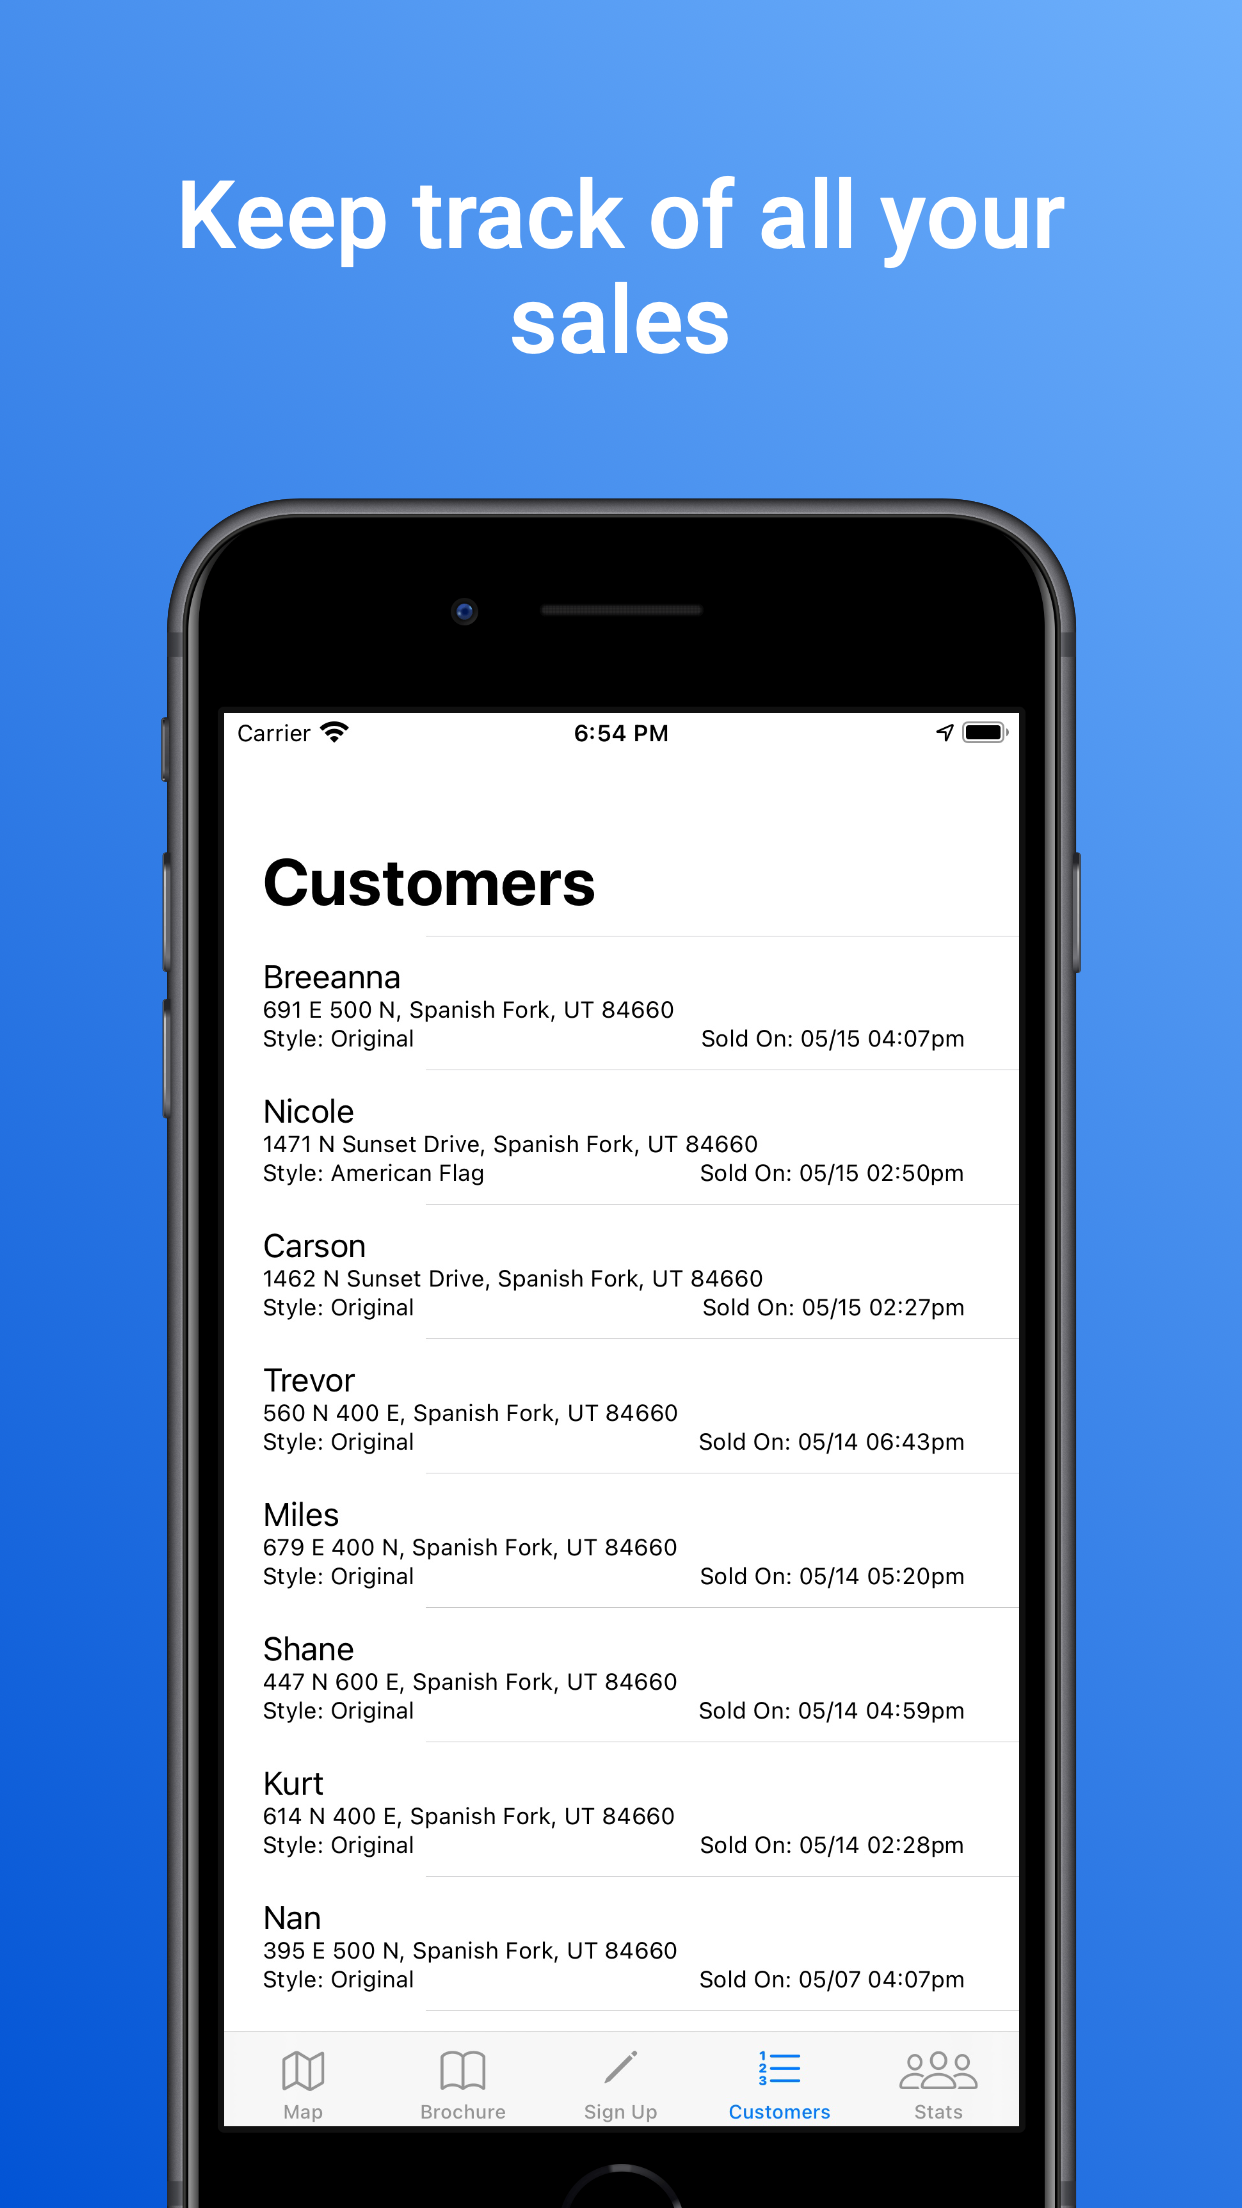 Keep track of all your
sales
Carrier 6:54 PM
Customers
Breeanna
691 E 500 N, Spanish Fork, UT 84660
Style: Original Sold On: 05/15 04:07pm
Nicole
1471 N Sunset Drive, Spanish Fork, UT 84660
Style: American Flag Sold On: 05/15 02:50pm
Carson
1462 N Sunset Drive, Spanish Fork, UT 84660
Style: Original Sold On: 05/15 02:27pm
Trevor
560 N 400 E, Spanish Fork, UT 84660
Style: Original Sold On: 05/14 06:43pm
Miles
679 E 400 N, Spanish Fork, UT 84660
Style: Original Sold On: 05/14 05:20pm
Shane
447 N 600 E, Spanish Fork, UT 84660
Style: Original Sold On: 05/14 04:59pm
Kurt
614 N 400 E, Spanish Fork, UT 84660
Style: Original Sold On: 05/14 02:28pm
Nan
395 E 500 N, Spanish Fork, UT 84660
Style: Original Sold On: 05/07 04:07pm
1
2
3
Map Brochure Sign Up Customers Stats